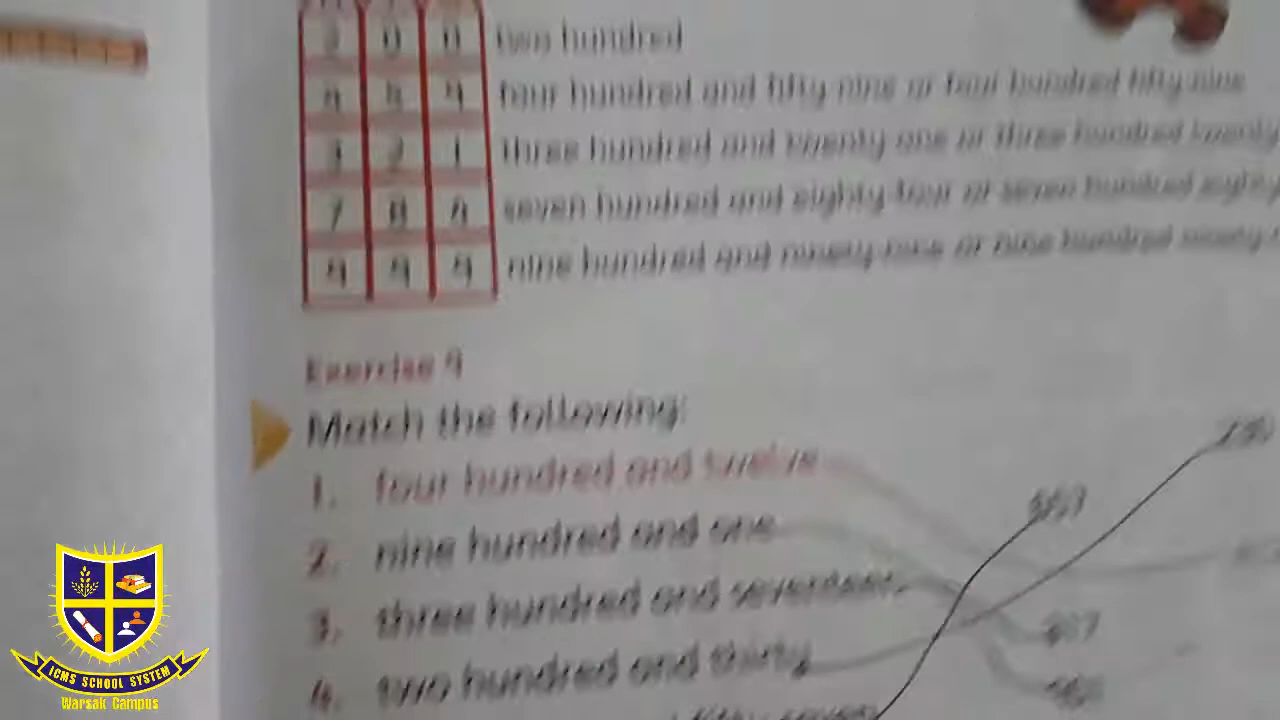 2 0 0 two hundred
4 5 9 four hundred and fifty-nine or four hundred fifty-nine
3 2 1 three hundred and twenty-one or three hundred twenty
7 8 4 seven hundred and eighty-four or seven hundred eighty
9 9 9 nine hundred and ninety-nine or nine hundred ninety
Exercise 9
Match the following:
1. four hundred and twelve
2. nine hundred and one
557
3. three hundred and seventeen
317
4. two hundred and thirty
fifty-seven
ICMS SCHOOL SYSTEM
Warsak Campus